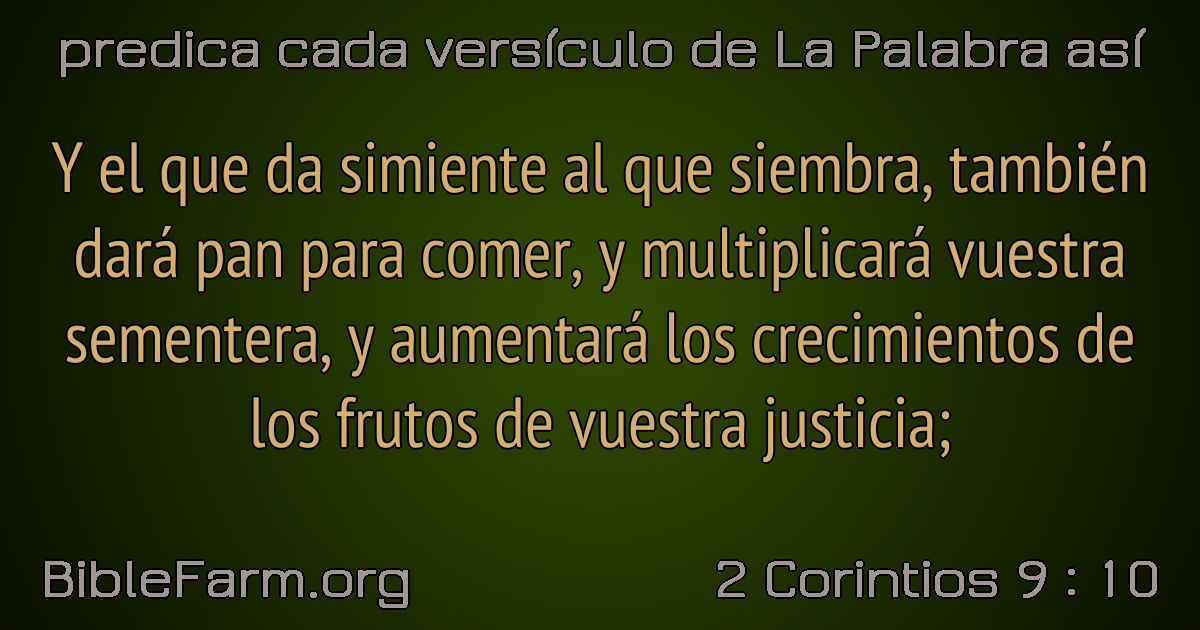 predica cada versículo de La Palabra así
Y el que da simiente al que siembra, también
dará pan para comer, y multiplicará vuestra
sementera, y aumentará los crecimientos de
los frutos de vuestra justicia;
BibleFarm.org
2 Corintios 9 : 10